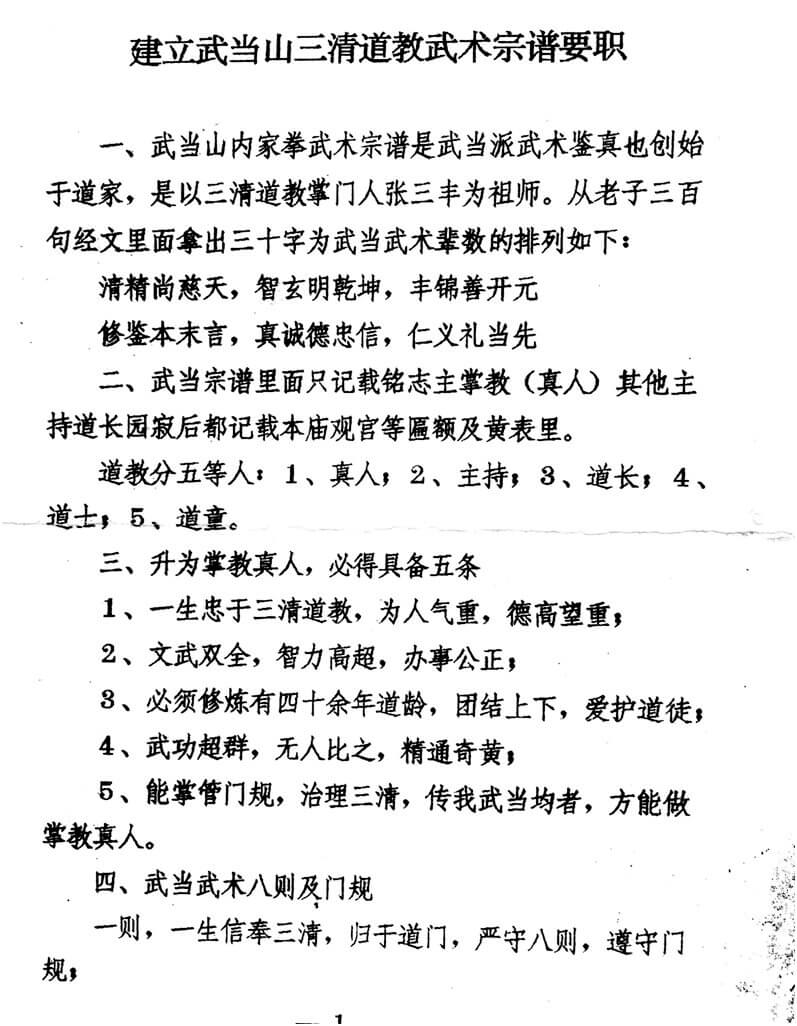 建立武当山三清道教武术宗谱要职
一、武当山内家拳武术宗谱是武当派武术鉴真也创始
于道家，是以三清道教掌门人张三丰为祖师。从老子三百
句经文里面拿出三十字为武当武术辈数的排列如下：
清精尚慈天，智玄明乾坤，丰锦善开元
修鉴本末言，真诚德忠信，仁义礼当先
二、武当宗谱里面只记载铭志主掌教（真人）其他主
持道长园寂后都记载本庙观宫等匾额及黄表里。
道教分五等人：1、真人；2、主持；3、道长；4、
道士；5、道童。
三、升为掌教真人，必得具备五条
1、一生忠于三清道教，为人气重，德高望重；
2、文武双全，智力高超，办事公正；
3、必须修炼有四十余年道龄，团结上下，爱护道徒；
4、武功超群，无人比之，精通奇黄；
5、能掌管门规，治理三清，传我武当均者，方能做
掌教真人。
四、武当武术八则及门规
一则，一生信奉三清，归于道门，严守八则，遵守门
规；
1